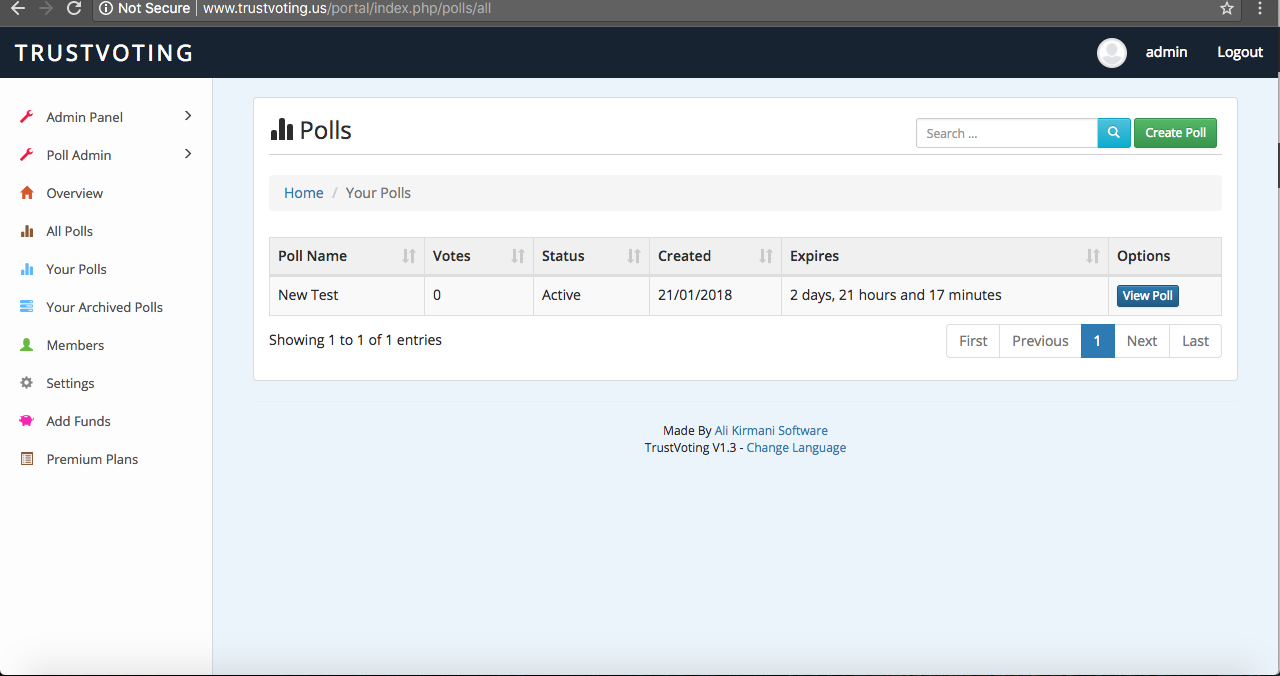 Not Secure | www.trustvoting.us/portal/index.php/polls/all
TRUSTVOTING
admin
Logout
Admin Panel
Poll Admin
Overview
All Polls
Your Polls
Your Archived Polls
Members
Settings
Add Funds
Premium Plans
Polls
Search ...
Create Poll
Home / Your Polls
Poll Name Votes Status Created Expires Options
New Test 0 Active 21/01/2018 2 days, 21 hours and 17 minutes View Poll
Showing 1 to 1 of 1 entries
First Previous 1 Next Last
Made By Ali Kirmani Software
TrustVoting V1.3 - Change Language